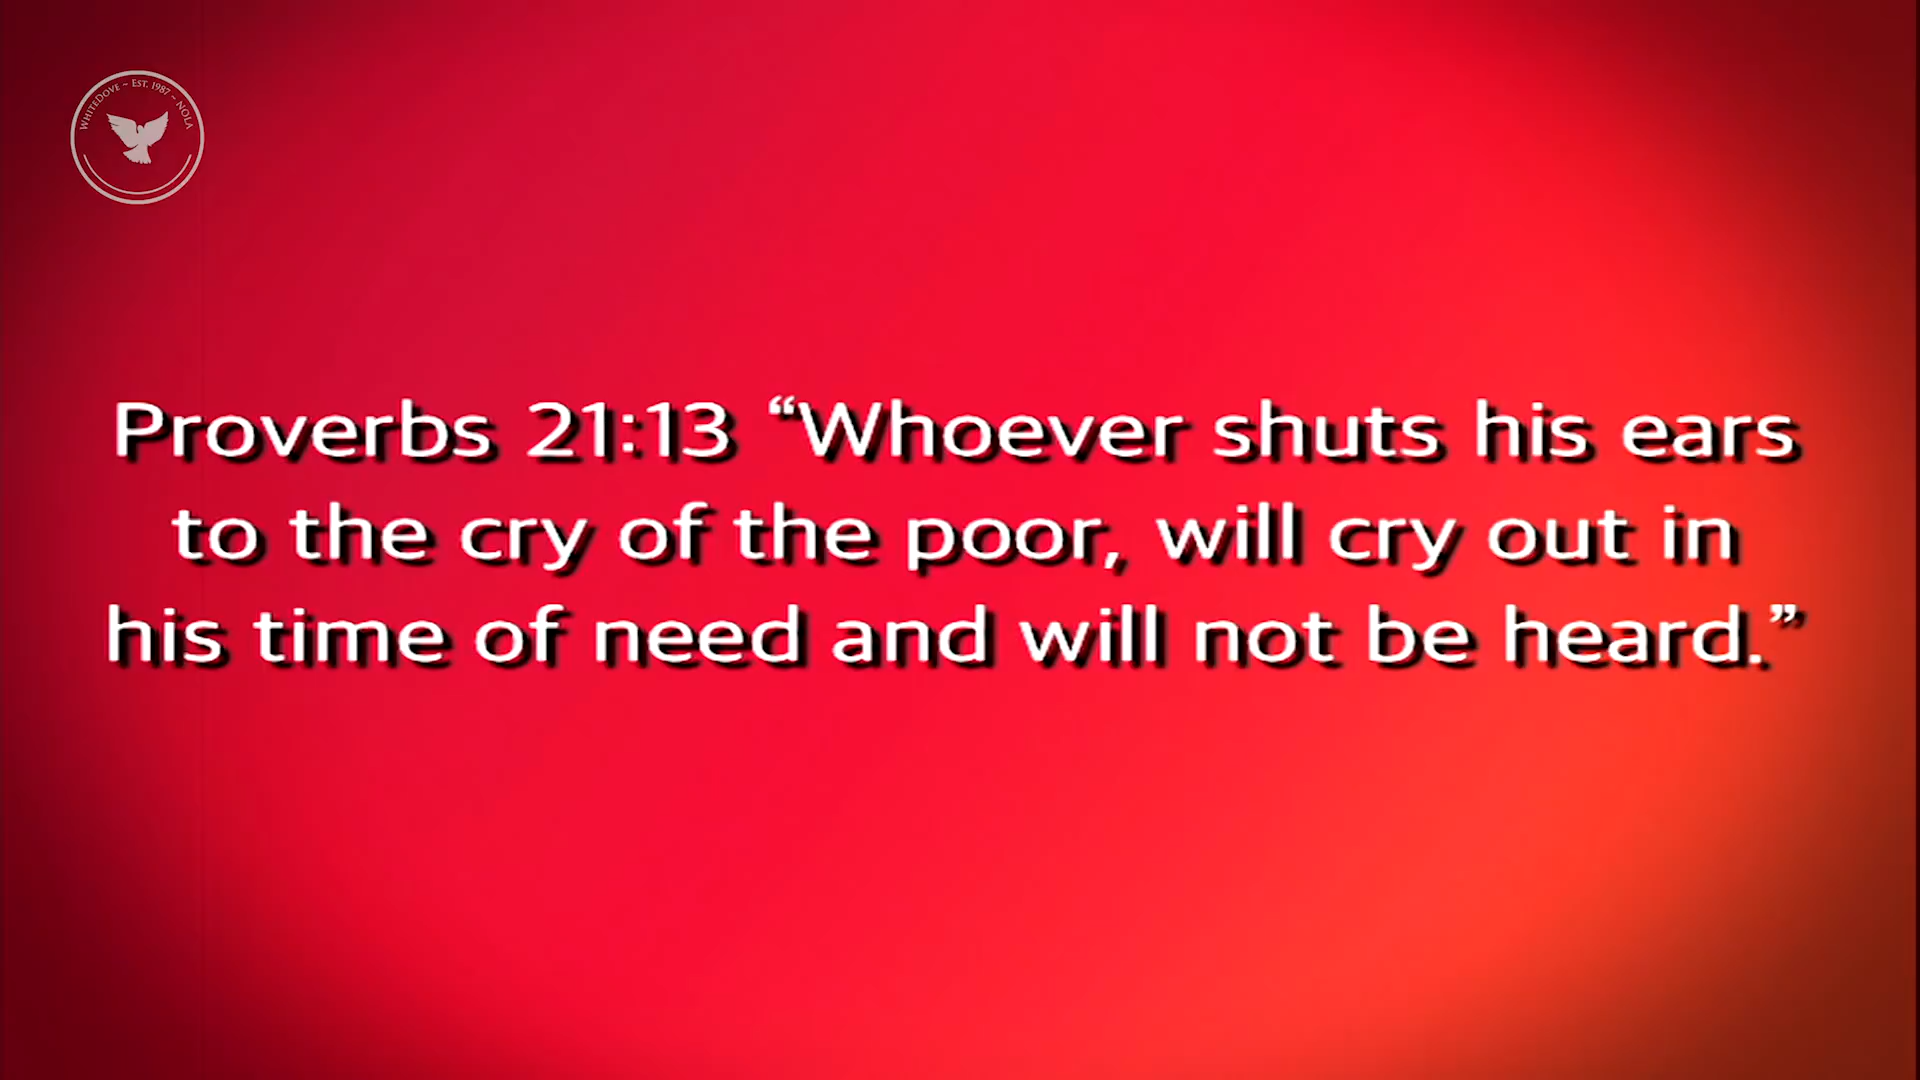 WHITEDOVE ~ EST. 1987 ~ NOLA
Proverbs 21:13 “Whoever shuts his ears
to the cry of the poor, will cry out in
his time of need and will not be heard.”